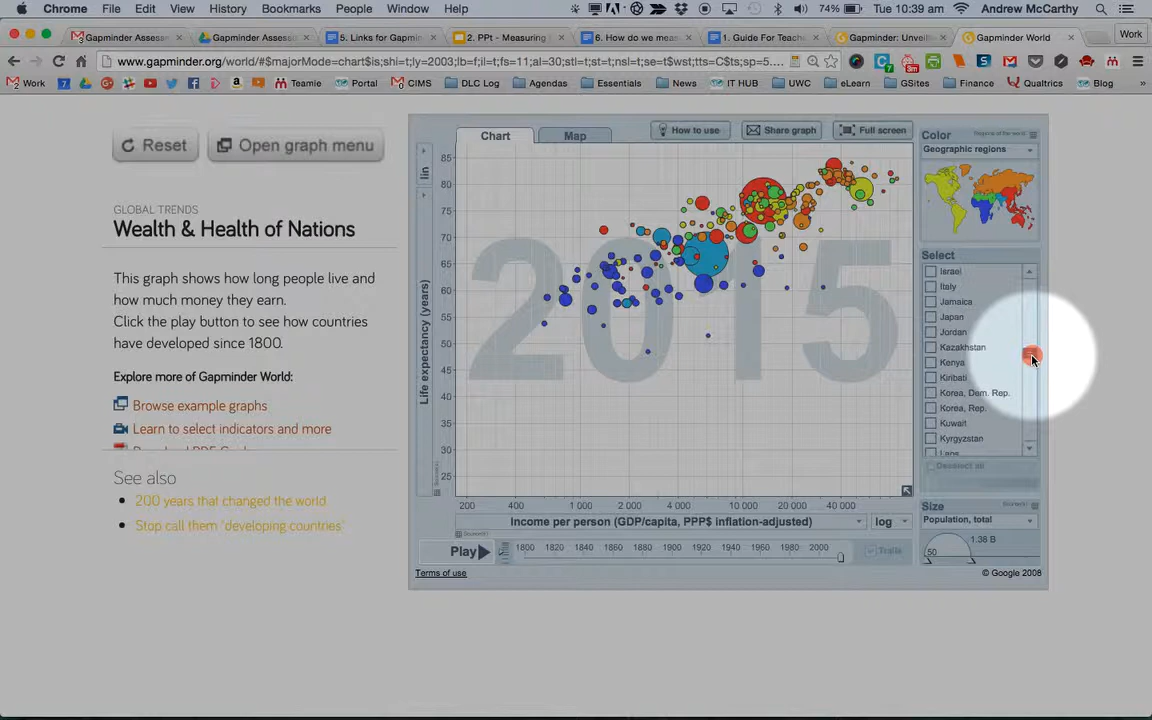 Chrome File Edit View History Bookmarks People Window Help 74% Tue 10:39 am Andrew McCarthy
Gapminder Assess Gapminder Assess 5. Links for Gapmin 2. PPt - Measuring 6. How do we meas 1. Guide For Teach Gapminder: Unveil Gapminder World Work
www.gapminder.org/world/#$majorMode=chart$is;shi=t;ly=2003;lb=f;il=t;fs=11;al=30;stl=t;st=t;nsl=t;se=t$wst;tts=C$ts;sp=5....
Work Teamie Portal CIMS DLC Log Agendas Essentials News IT HUB UWC eLearn GSheets Finance Qualtrics Blog »
Reset Open graph menu
GLOBAL TRENDS
Wealth & Health of Nations
This graph shows how long people live and
how much money they earn.
Click the play button to see how countries
have developed since 1800.
Explore more of Gapminder World:
Browse example graphs
Learn to select indicators and more
See also
• 200 years that changed the world
• Stop call them 'developing countries'
Chart Map How to use Share graph Full screen
lin
Life expectancy (years)
85
80
75
70
65
60
55
50
45
40
35
30
25
2015
200 400 1 000 2 000 4 000 10 000 20 000 40 000
Income per person (GDP/capita, PPP$ inflation-adjusted) log
Play 1800 1820 1840 1860 1880 1900 1920 1940 1960 1980 2000 Trails
Terms of use © Google 2008
Color
Geographic regions
Select
Israel
Italy
Jamaica
Japan
Jordan
Kazakhstan
Kenya
Kiribati
Korea, Dem. Rep.
Korea, Rep.
Kuwait
Kyrgyzstan
Laos
Deselect all
Size
Population, total
1.38 B
50